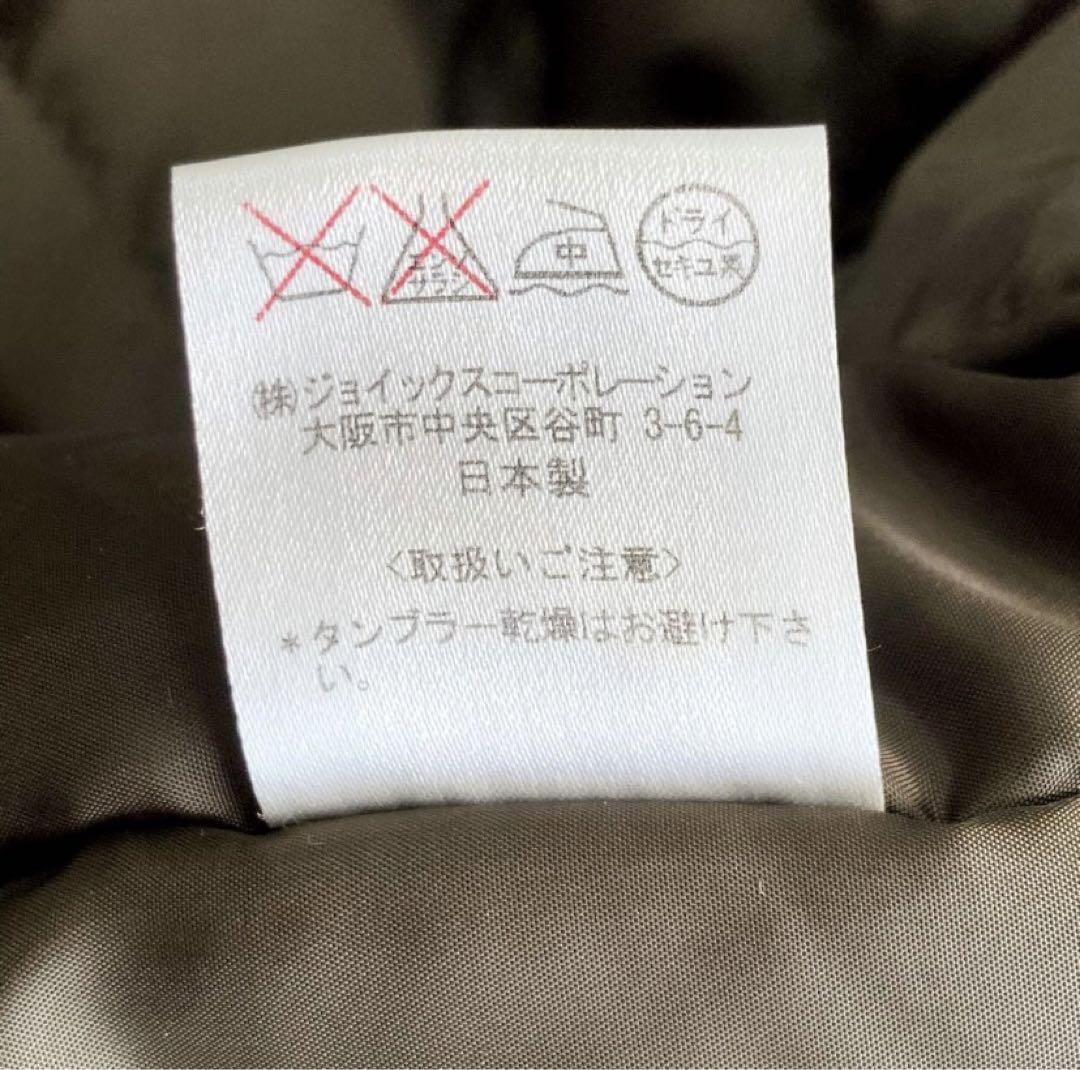 エンソ
サラシ
中
ドライ
セキユ系
㈱ジョイックスコーポレーション
大阪市中央区谷町 3-6-4
日本製
<取扱いご注意>
*タンブラー乾燥はお避け下さ
い。